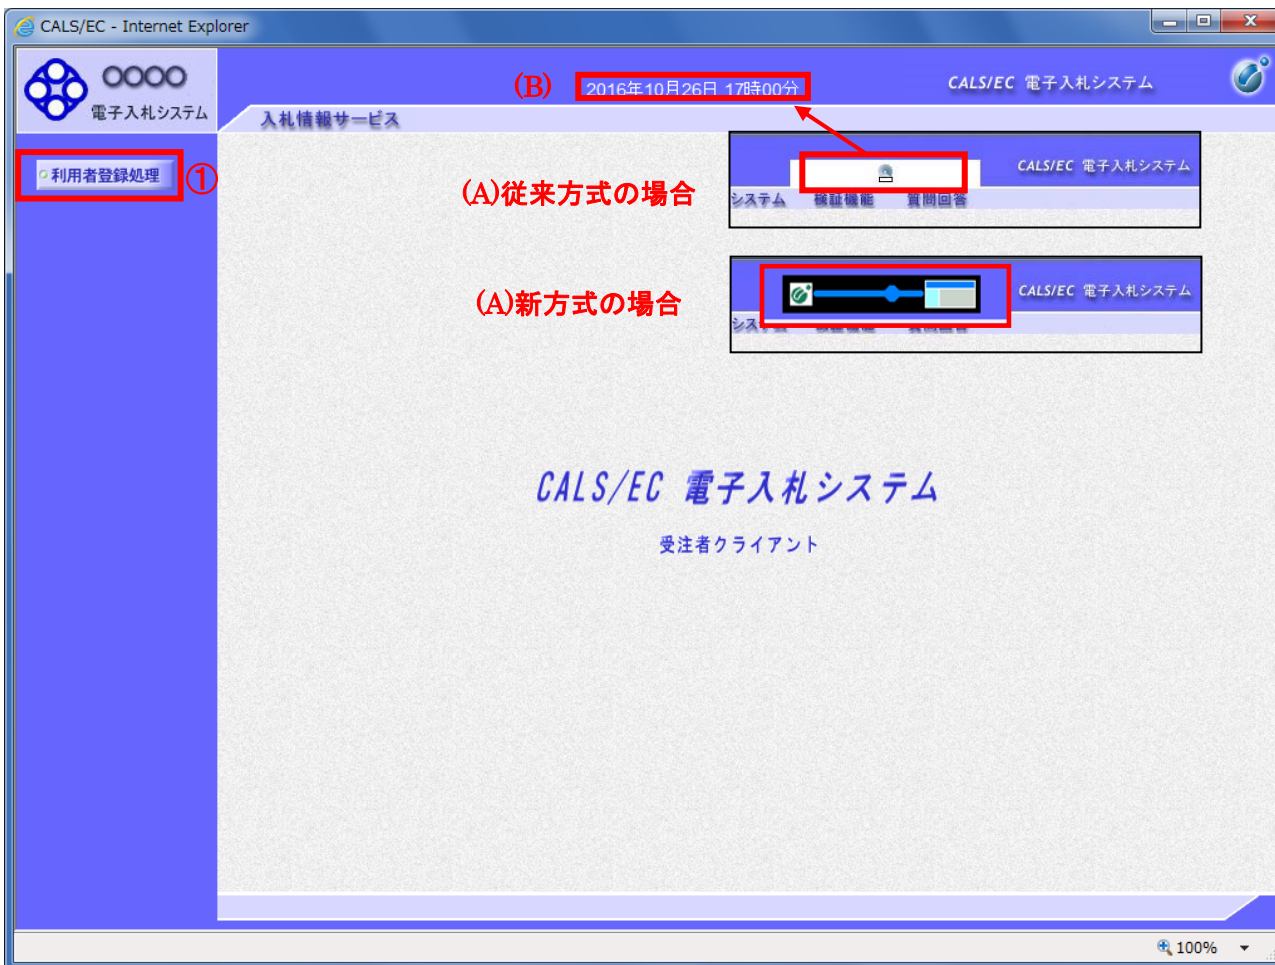 CALS/EC - Internet Explorer
○○○○
電子入札システム
(B)
2016年10月26日 17時00分
CALS/EC 電子入札システム
入札情報サービス
利用者登録処理
①
(A)従来方式の場合
CALS/EC 電子入札システム
システム 検証機能 質問回答
(A)新方式の場合
CALS/EC 電子入札システム
CALS/EC 電子入札システム
受注者クライアント
100%